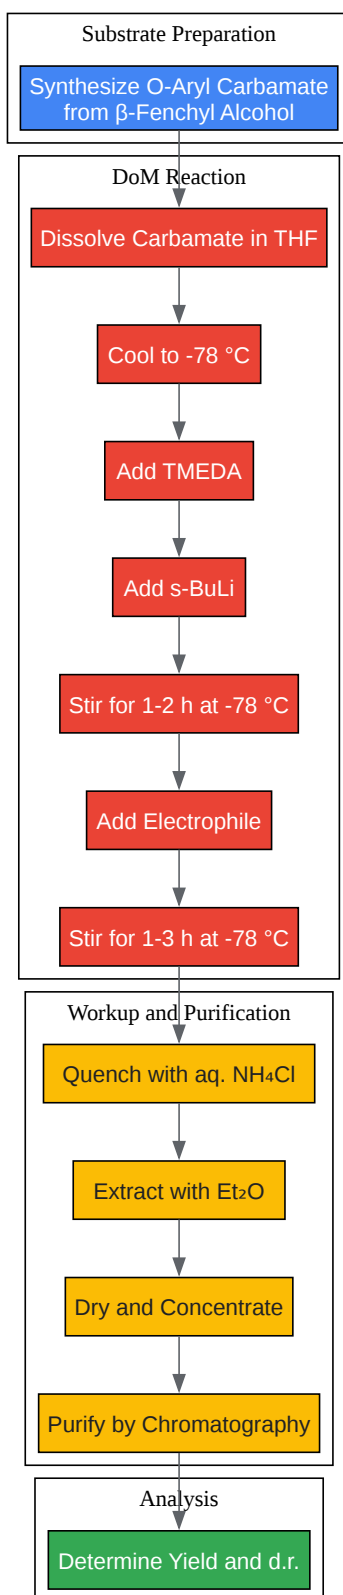 Substrate Preparation
Synthesize O-Aryl Carbamate
from β-Fenchyl Alcohol
DoM Reaction
Dissolve Carbamate in THF
Cool to -78 °C
Add TMEDA
Add s-BuLi
Stir for 1-2 h at -78 °C
Add Electrophile
Stir for 1-3 h at -78 °C
Workup and Purification
Quench with aq. NH₄Cl
Extract with Et₂O
Dry and Concentrate
Purify by Chromatography
Analysis
Determine Yield and d.r.